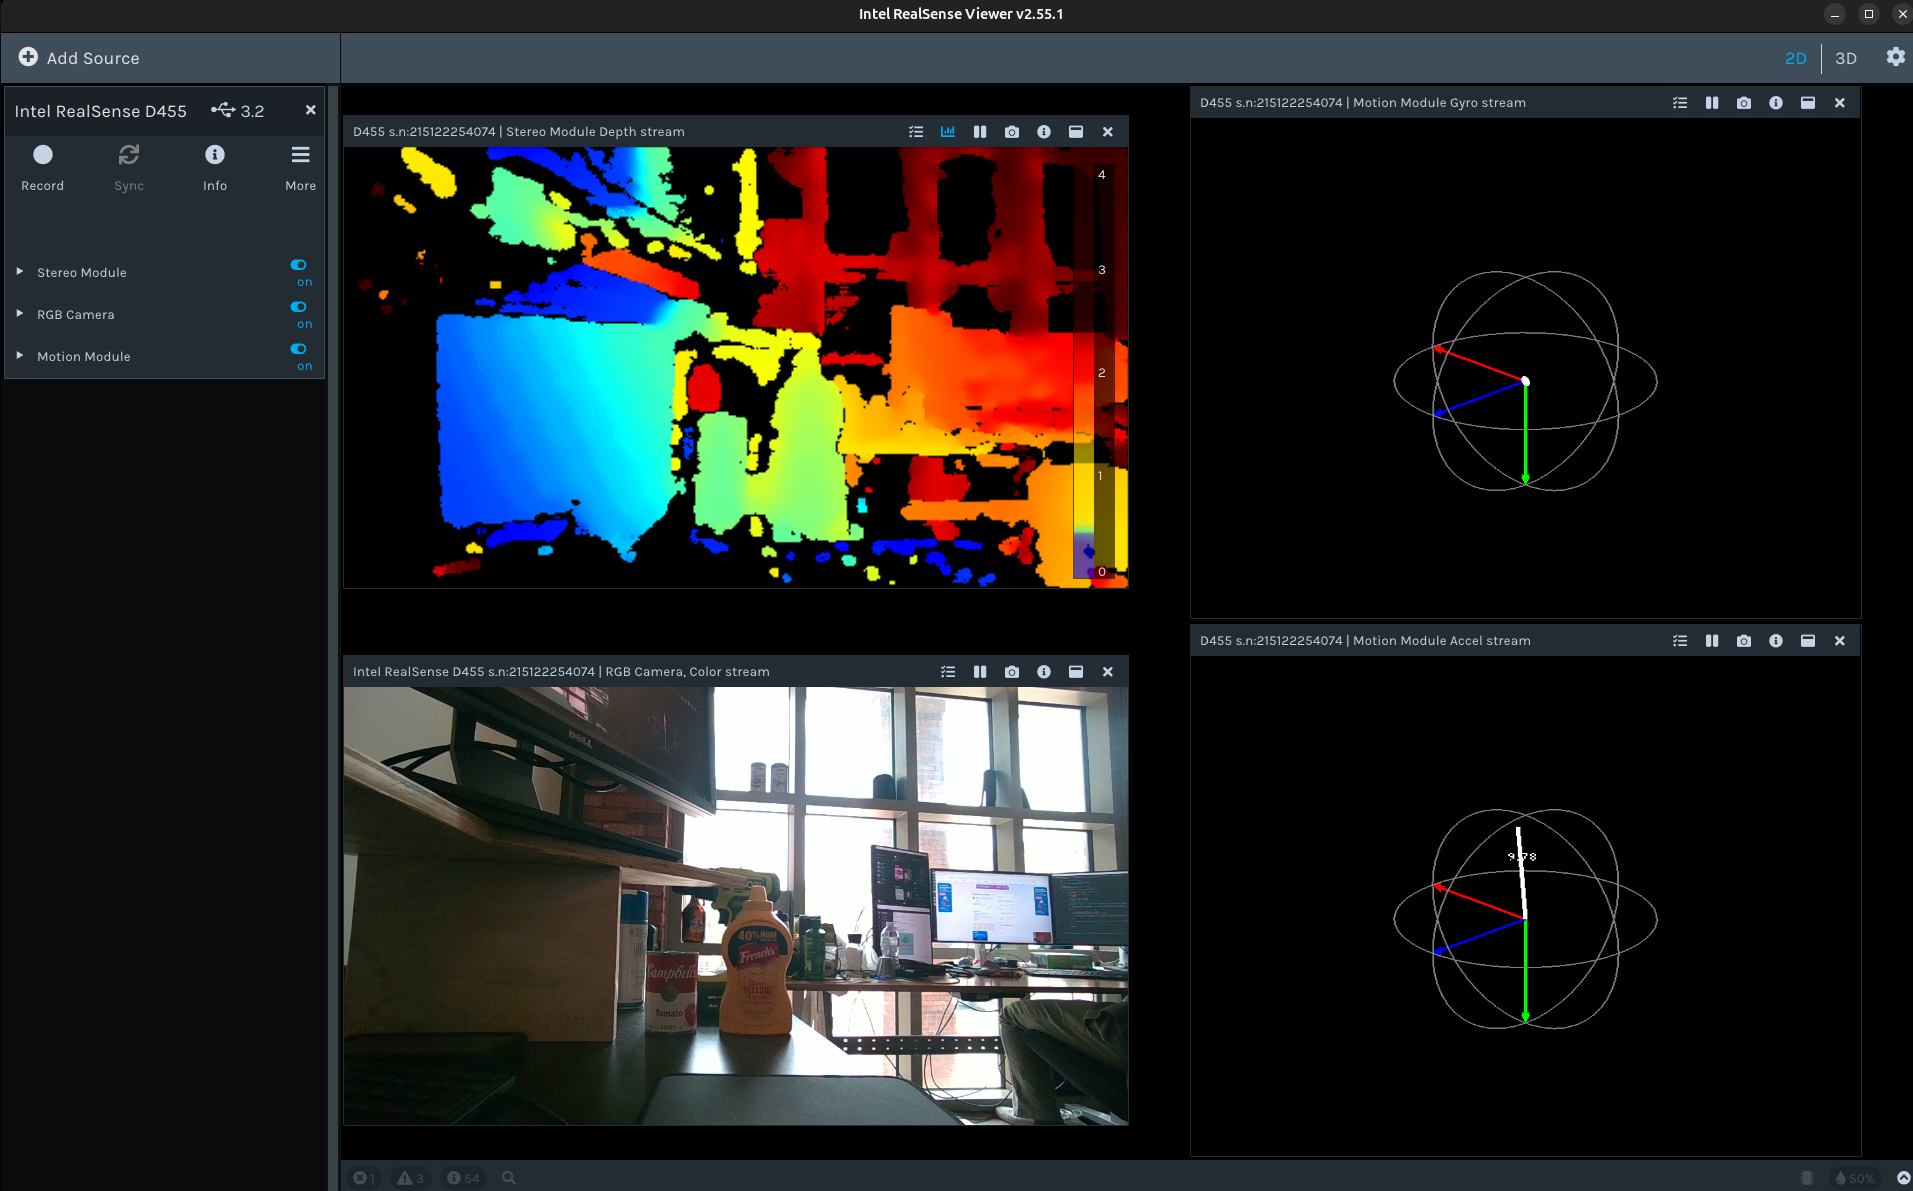 Intel RealSense Viewer v2.55.1
Add Source
2D
3D
Intel RealSense D455
3.2
Record
Sync
Info
More
Stereo Module
on
RGB Camera
on
Motion Module
on
D455 s.n:215122254074 | Stereo Module Depth stream
4
3
2
1
0
D455 s.n:215122254074 | Motion Module Gyro stream
Intel RealSense D455 s.n:215122254074 | RGB Camera, Color stream
DELL
40% MORE
French's
YELLOW
Campbell's
Tomato
D455 s.n:215122254074 | Motion Module Accel stream
9.78
1
3
54
50%